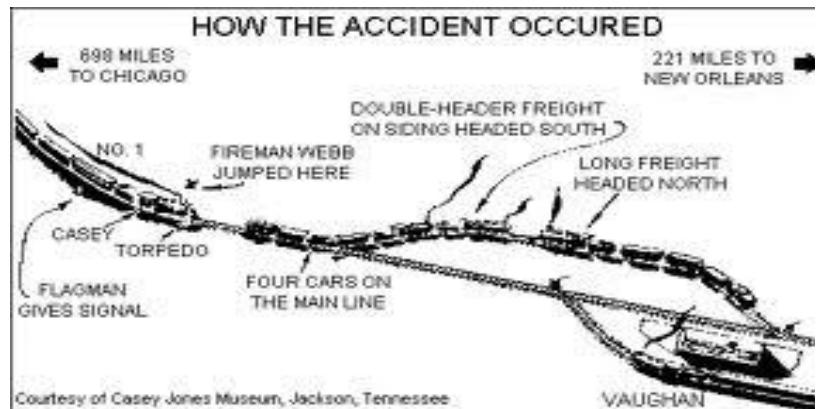 HOW THE ACCIDENT OCCURED
698 MILES
TO CHICAGO
221 MILES TO
NEW ORLEANS
DOUBLE-HEADER FREIGHT
ON SIDING HEADED SOUTH
NO. 1
FIREMAN WEBB
JUMPED HERE
LONG FREIGHT
HEADED NORTH
CASEY
TORPEDO
FLAGMAN
GIVES SIGNAL
FOUR CARS ON
THE MAIN LINE
Courtesy of Casey Jones Museum, Jackson, Tennessee
VAUGHAN